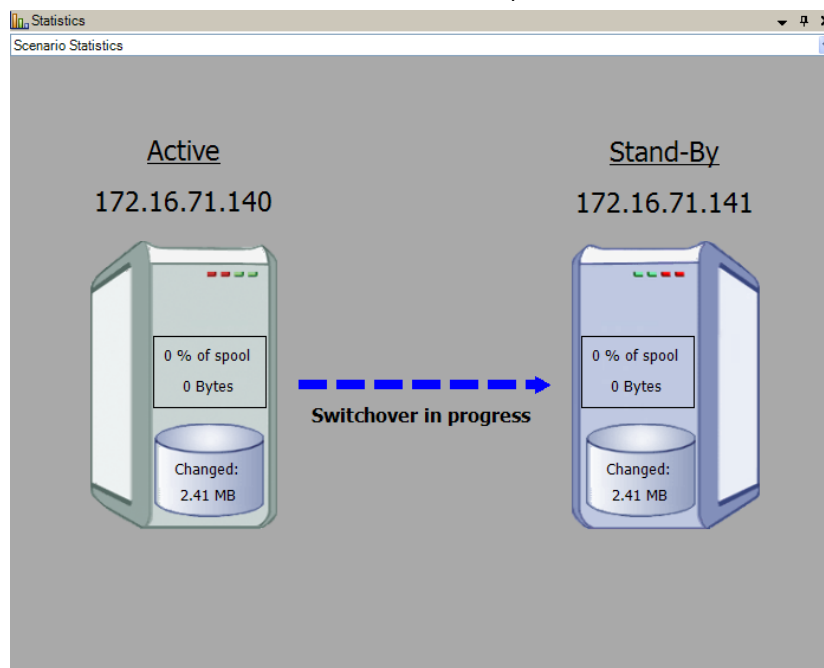 Statistics
Scenario Statistics
Active
172.16.71.140
Stand-By
172.16.71.141
0 % of spool
0 Bytes
Changed:
2.41 MB
Switchover in progress
0 % of spool
0 Bytes
Changed:
2.41 MB